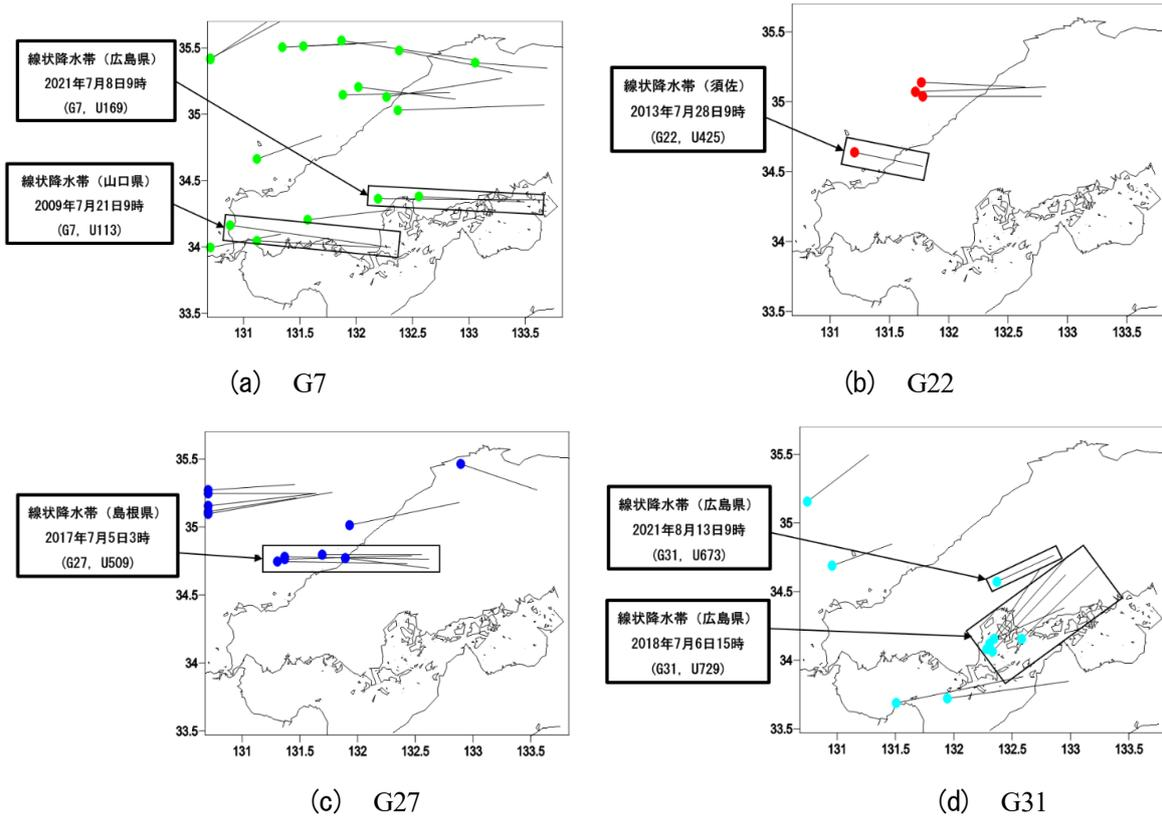 線状降水帯（広島県）
2021年7月8日9時
(G7, U169)
線状降水帯（山口県）
2009年7月21日9時
(G7, U113)
35.5
35
34.5
34
33.5
131
131.5
132
132.5
133
133.5
(a) G7
線状降水帯（須佐）
2013年7月28日9時
(G22, U425)
35
34.5
34
33.5
131
131.5
132
132.5
133
133.5
(b) G22
線状降水帯（島根県）
2017年7月5日3時
(G27, U509)
35.5
35
34.5
34
33.5
131
131.5
132
132.5
133
133.5
(c) G27
線状降水帯（広島県）
2021年8月13日9時
(G31, U673)
線状降水帯（広島県）
2018年7月6日15時
(G31, U729)
35.5
35
34.5
34
33.5
131
131.5
132
132.5
133
133.5
(d) G31